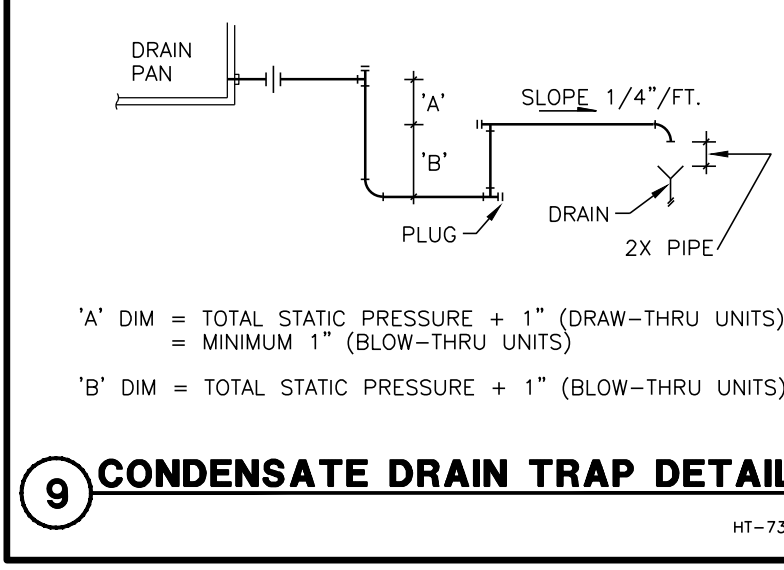 DRAIN
PAN
'A'
SLOPE 1/4"/FT.
'B'
DRAIN
PLUG
2X PIPE
'A' DIM = TOTAL STATIC PRESSURE + 1" (DRAW-THRU UNITS)
= MINIMUM 1" (BLOW-THRU UNITS)
'B' DIM = TOTAL STATIC PRESSURE + 1" (BLOW-THRU UNITS)
9 CONDENSATE DRAIN TRAP DETAIL
HT-73